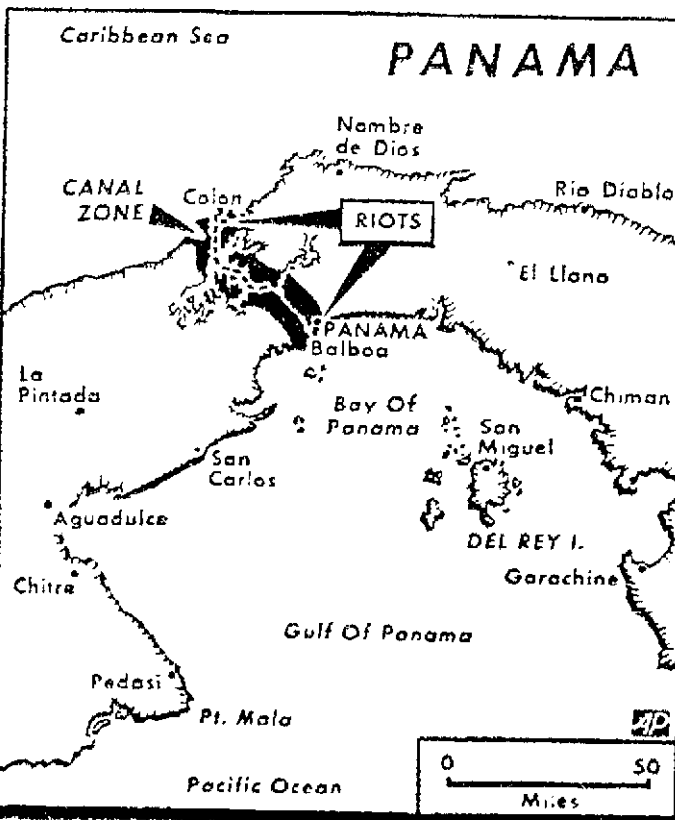 Caribbean Sea
PANAMA
Nombre
de Dios
CANAL
ZONE
Colon
Rio Diablo
RIOTS
El Llano
PANAMA
Balboa
La
Pintada
Chiman
Bay Of
Panama
San
Miguel
San
Carlos
Aguadulce
DEL REY I.
Chitre
Garachine
Gulf Of Panama
Pedasi
Pt. Mala
AP
0 50
Miles
Pacific Ocean